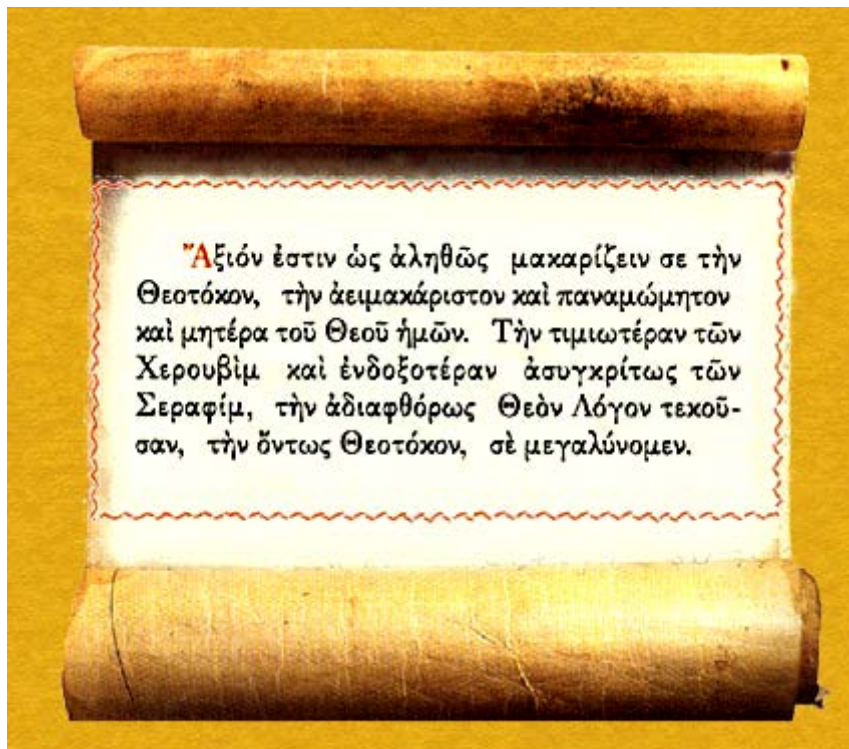 Ἄξιόν ἐστιν ὡς ἀληθῶς μακαρίζειν σε τὴν
Θεοτόκον, τὴν ἀειμακάριστον καὶ παναμώμητον
καὶ μητέρα τοῦ Θεοῦ ἡμῶν. Τὴν τιμιωτέραν τῶν
Χερουβὶμ καὶ ἐνδοξοτέραν ἀσυγκρίτως τῶν
Σεραφίμ, τὴν ἀδιαφθόρως Θεὸν Λόγον τεκοῦ-
σαν, τὴν ὄντως Θεοτόκον, σὲ μεγαλύνομεν.